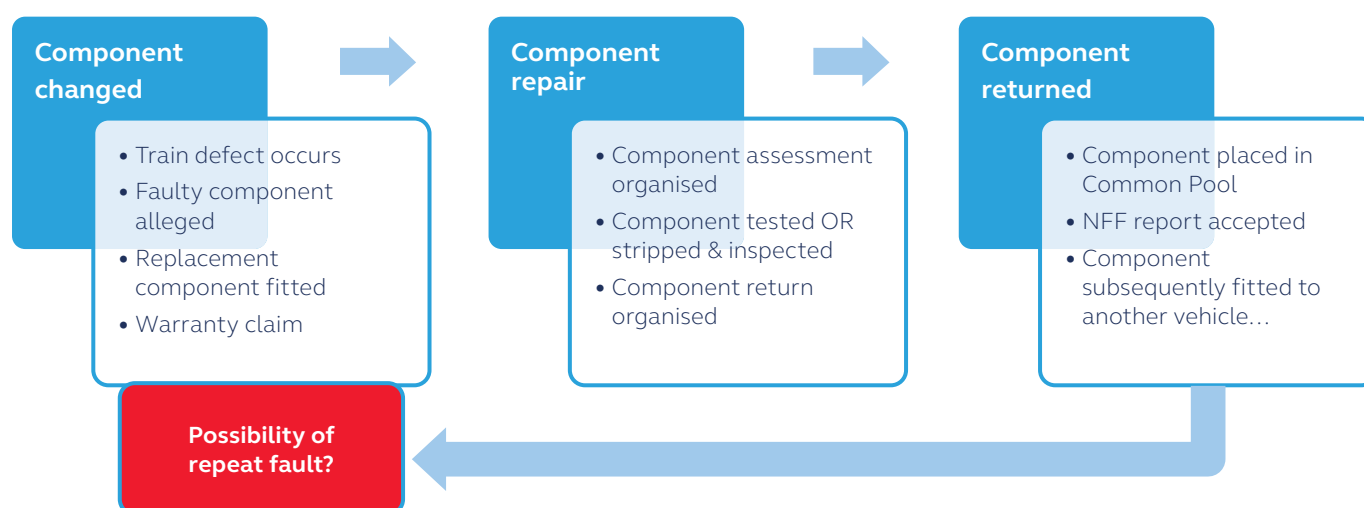 Component
changed
• Train defect occurs
• Faulty component
alleged
• Replacement
component fitted
• Warranty claim
Component
repair
• Component assessment
organised
• Component tested OR
stripped & inspected
• Component return
organised
Component
returned
• Component placed in
Common Pool
• NFF report accepted
• Component
subsequently fitted to
another vehicle...
Possibility of
repeat fault?